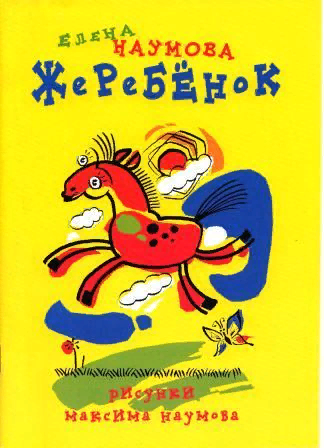 Елена
Наумова
Жеребёнок
рисунки
максима наумова